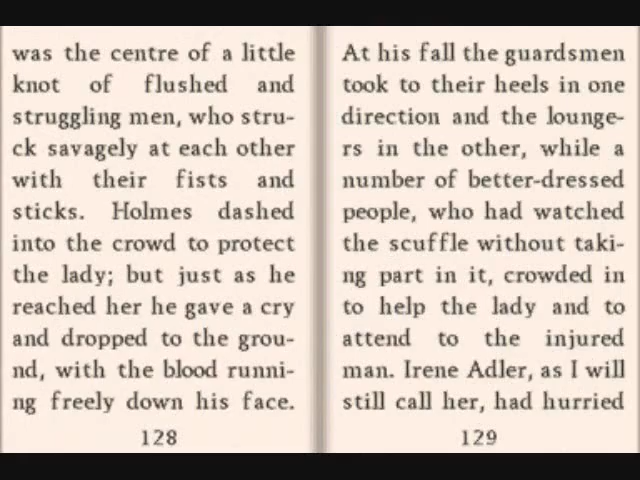 was the centre of a little
knot of flushed and
struggling men, who stru-
ck savagely at each other
with their fists and
sticks. Holmes dashed
into the crowd to protect
the lady; but just as he
reached her he gave a cry
and dropped to the grou-
nd, with the blood runni-
ng freely down his face.
128
At his fall the guardsmen
took to their heels in one
direction and the lounge-
rs in the other, while a
number of better-dressed
people, who had watched
the scuffle without taki-
ng part in it, crowded in
to help the lady and to
attend to the injured
man. Irene Adler, as I will
still call her, had hurried
129